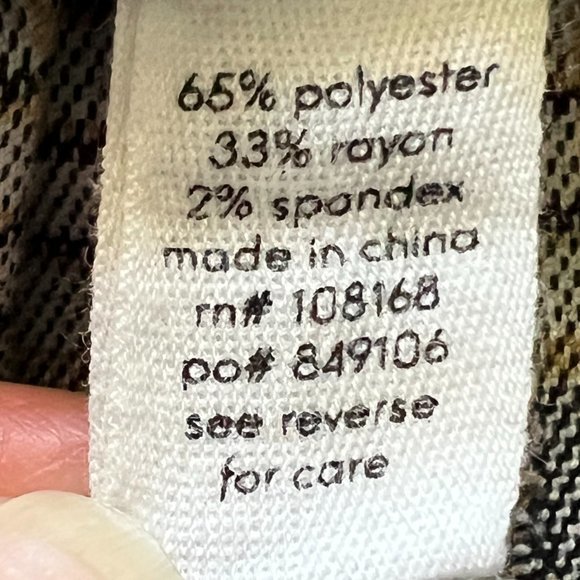 65% polyester
33% rayon
2% spandex
made in china
rn# 108168
po# 849106
see reverse
for care